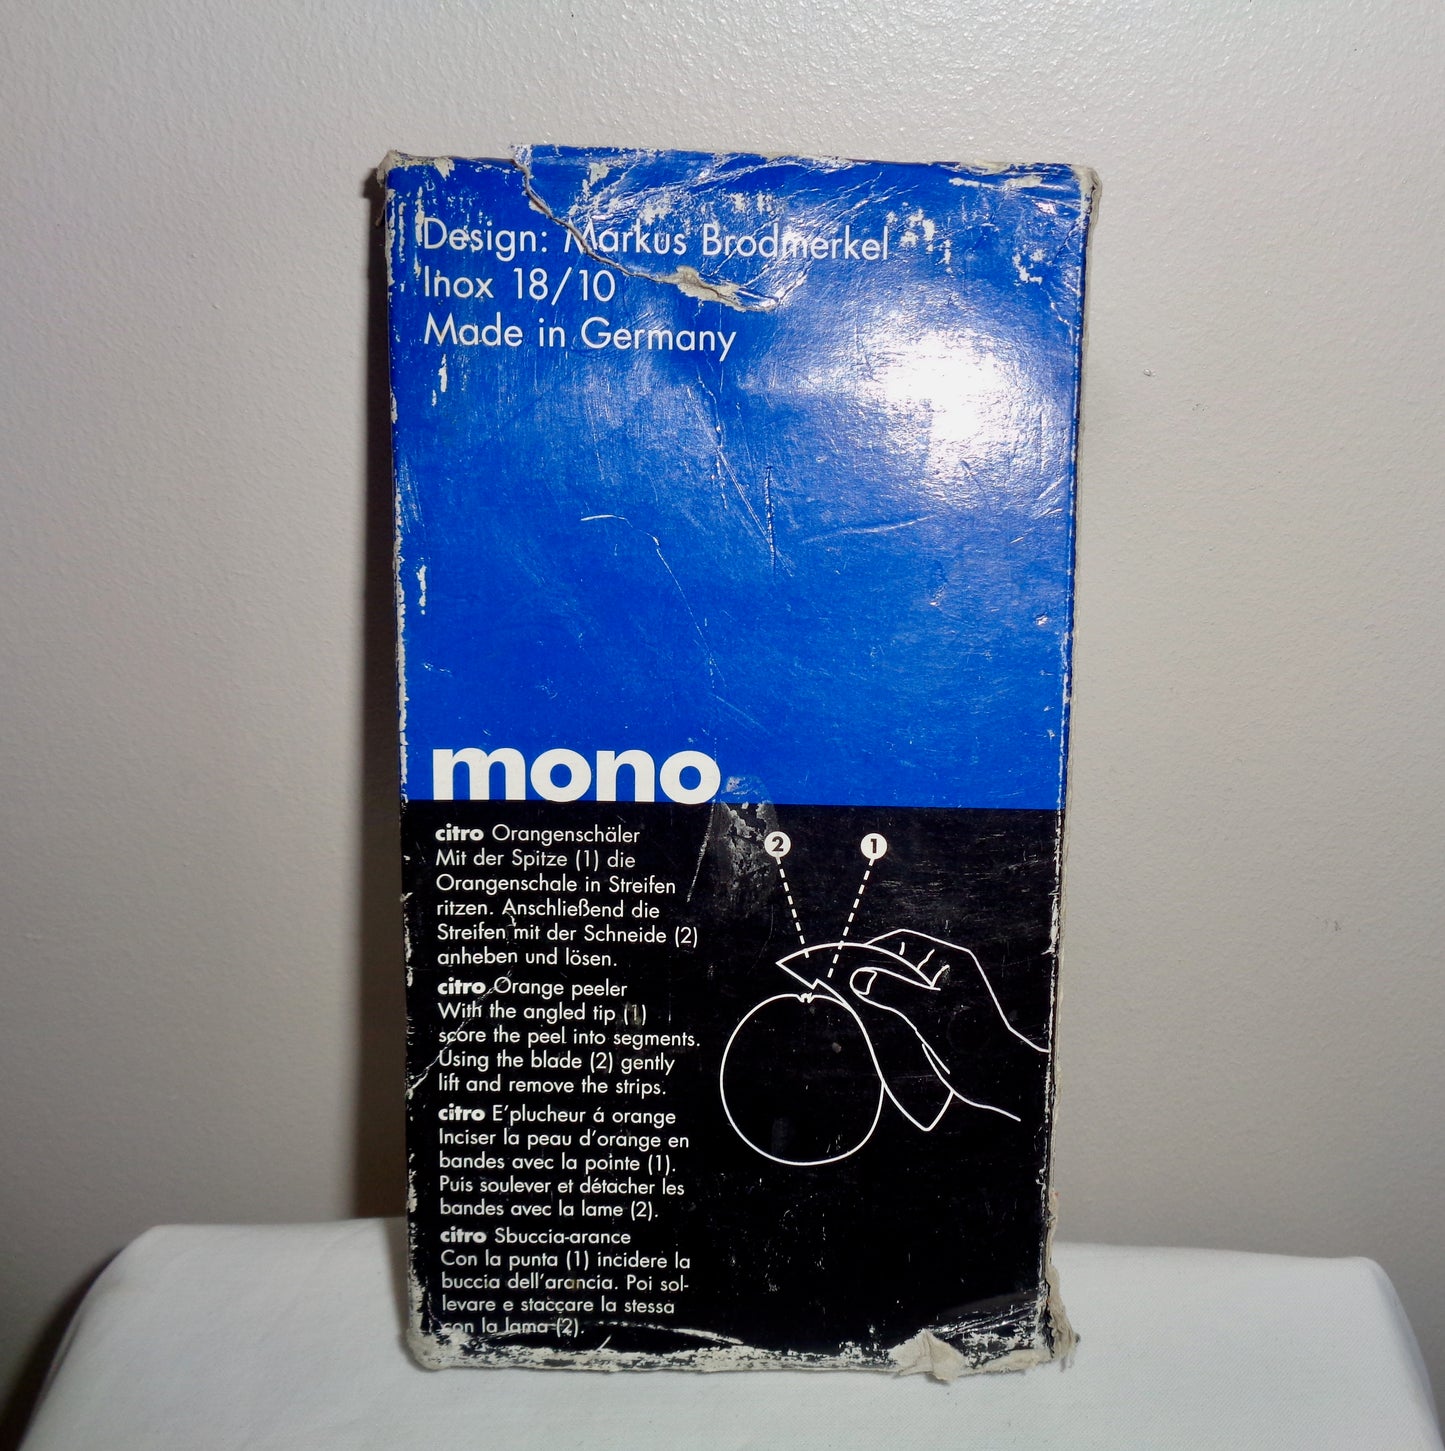 Design: Markus Brodmerkel
Inox 18/10
Made in Germany
mono
citro Orangenschäler
Mit der Spitze (1) die
Orangenschale in Streifen
ritzen. Anschließend die
Streifen mit der Schneide (2)
anheben und lösen.
citro Orange peeler
With the angled tip (1)
score the peel into segments.
Using the blade (2) gently
lift and remove the strips.
citro E'plucheur á orange
Inciser la peau d'orange en
bandes avec la pointe (1).
Puis soulever et détacher les
bandes avec la lame (2).
citro Sbuccia-arance
Con la punta (1) incidere la
buccia dell'arancia. Poi sol-
levare e staccare la stessa
con la lama (2).
2 1